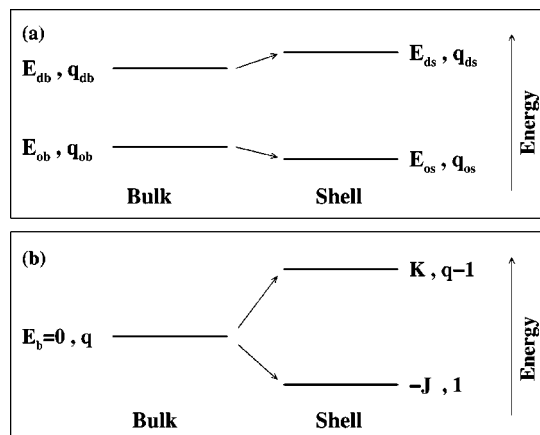 (a)
E_db , q_db
E_ds , q_ds
E_ob , q_ob
E_os , q_os
Bulk
Shell
Energy
(b)
K , q−1
E_b=0 , q
−J , 1
Bulk
Shell
Energy